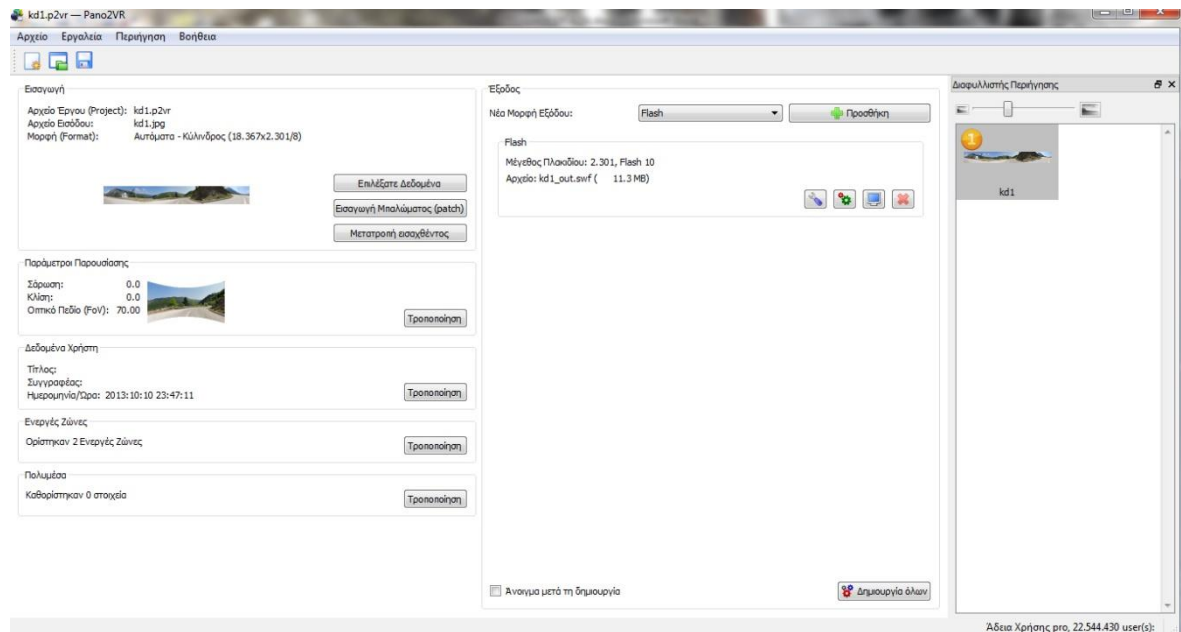 kd1.p2vr — Pano2VR
Αρχείο Εργαλεία Περιήγηση Βοήθεια
Εισαγωγή
Αρχείο Έργου (Project): kd1.p2vr
Αρχείο Εισόδου: kd1.jpg
Μορφή (Format): Αυτόματα - Κύλινδρος (18.367x2.301/8)
Επιλέξατε Δεδομένα
Εισαγωγή Μπαλώματος (patch)
Μετατροπή εισαχθέντος
Παράμετροι Παρουσίασης
Σάρωση: 0.0
Κλίση: 0.0
Οπτικό Πεδίο (FoV): 70.00
Τροποποίηση
Δεδομένα Χρήστη
Τίτλος:
Συγγραφέας:
Ημερομηνία/Ώρα: 2013:10:10 23:47:11
Τροποποίηση
Ενεργές Ζώνες
Ορίστηκαν 2 Ενεργές Ζώνες
Τροποποίηση
Πολυμέσα
Καθορίστηκαν 0 στοιχεία
Τροποποίηση
Έξοδος
Νέα Μορφή Εξόδου: Flash Προσθήκη
Flash
Μέγεθος Πλακιδίου: 2.301, Flash 10
Αρχείο: kd1_out.swf ( 11.3 MB)
Άνοιγμα μετά τη δημιουργία
Δημιουργία όλων
Διαφυλλιστής Περιήγησης
1
kd1
Άδεια Χρήσης pro, 22.544.430 user(s):